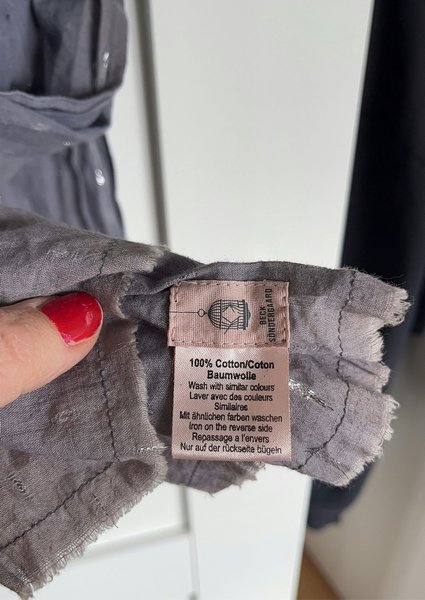 BECK
SÖNDERGAARD
100% Cotton/Coton
Baumwolle
Wash with similar colours
Laver avec des couleurs
Similaires
Mit ähnlichen farben waschen
Iron on the reverse side
Repassage a l'envers
Nur auf der rückseite bügeln